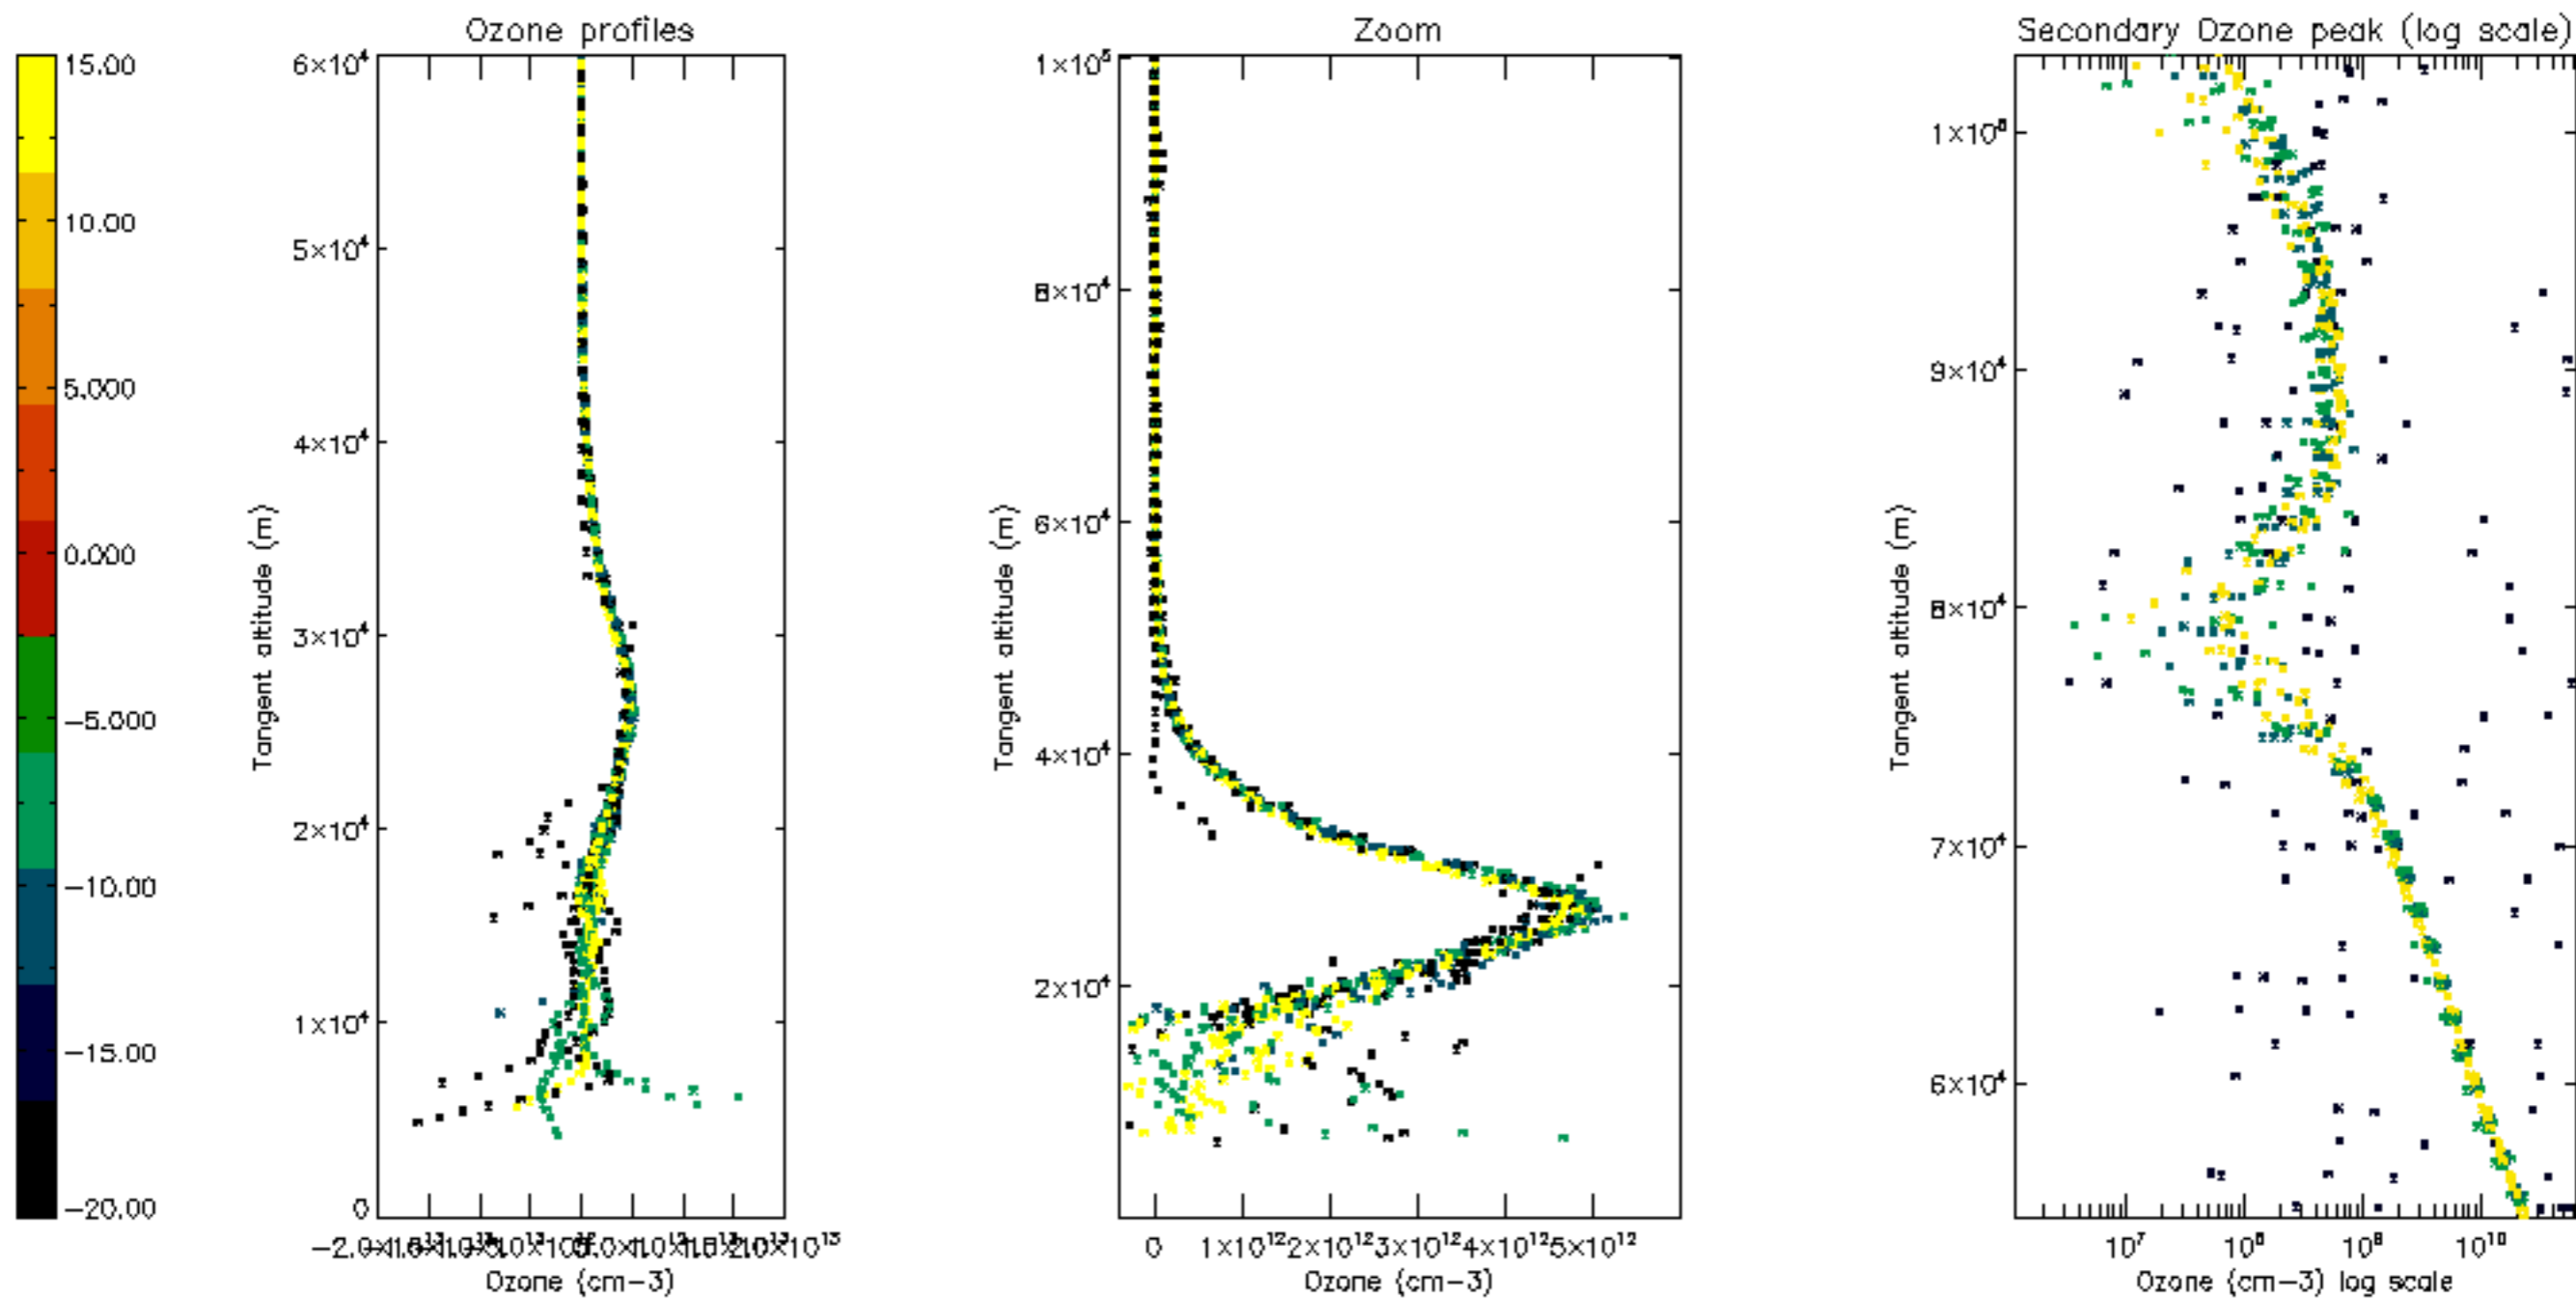 Ozone profiles
Zoom
Secondary Ozone peak (log scale)
15.00
10.00
5.000
0.000
−5.000
−10.00
−15.00
−20.00
6×10⁴
5×10⁴
4×10⁴
3×10⁴
2×10⁴
1×10⁴
0
Tangent altitude (m)
Ozone (cm−3)
1×10⁵
8×10⁴
6×10⁴
4×10⁴
2×10⁴
Tangent altitude (m)
0 1×10¹² 2×10¹² 3×10¹² 4×10¹² 5×10¹²
Ozone (cm−3)
9×10⁴
8×10⁴
7×10⁴
6×10⁴
Tangent altitude (m)
10⁷ 10⁸ 10⁹ 10¹⁰
Ozone (cm−3) log scale